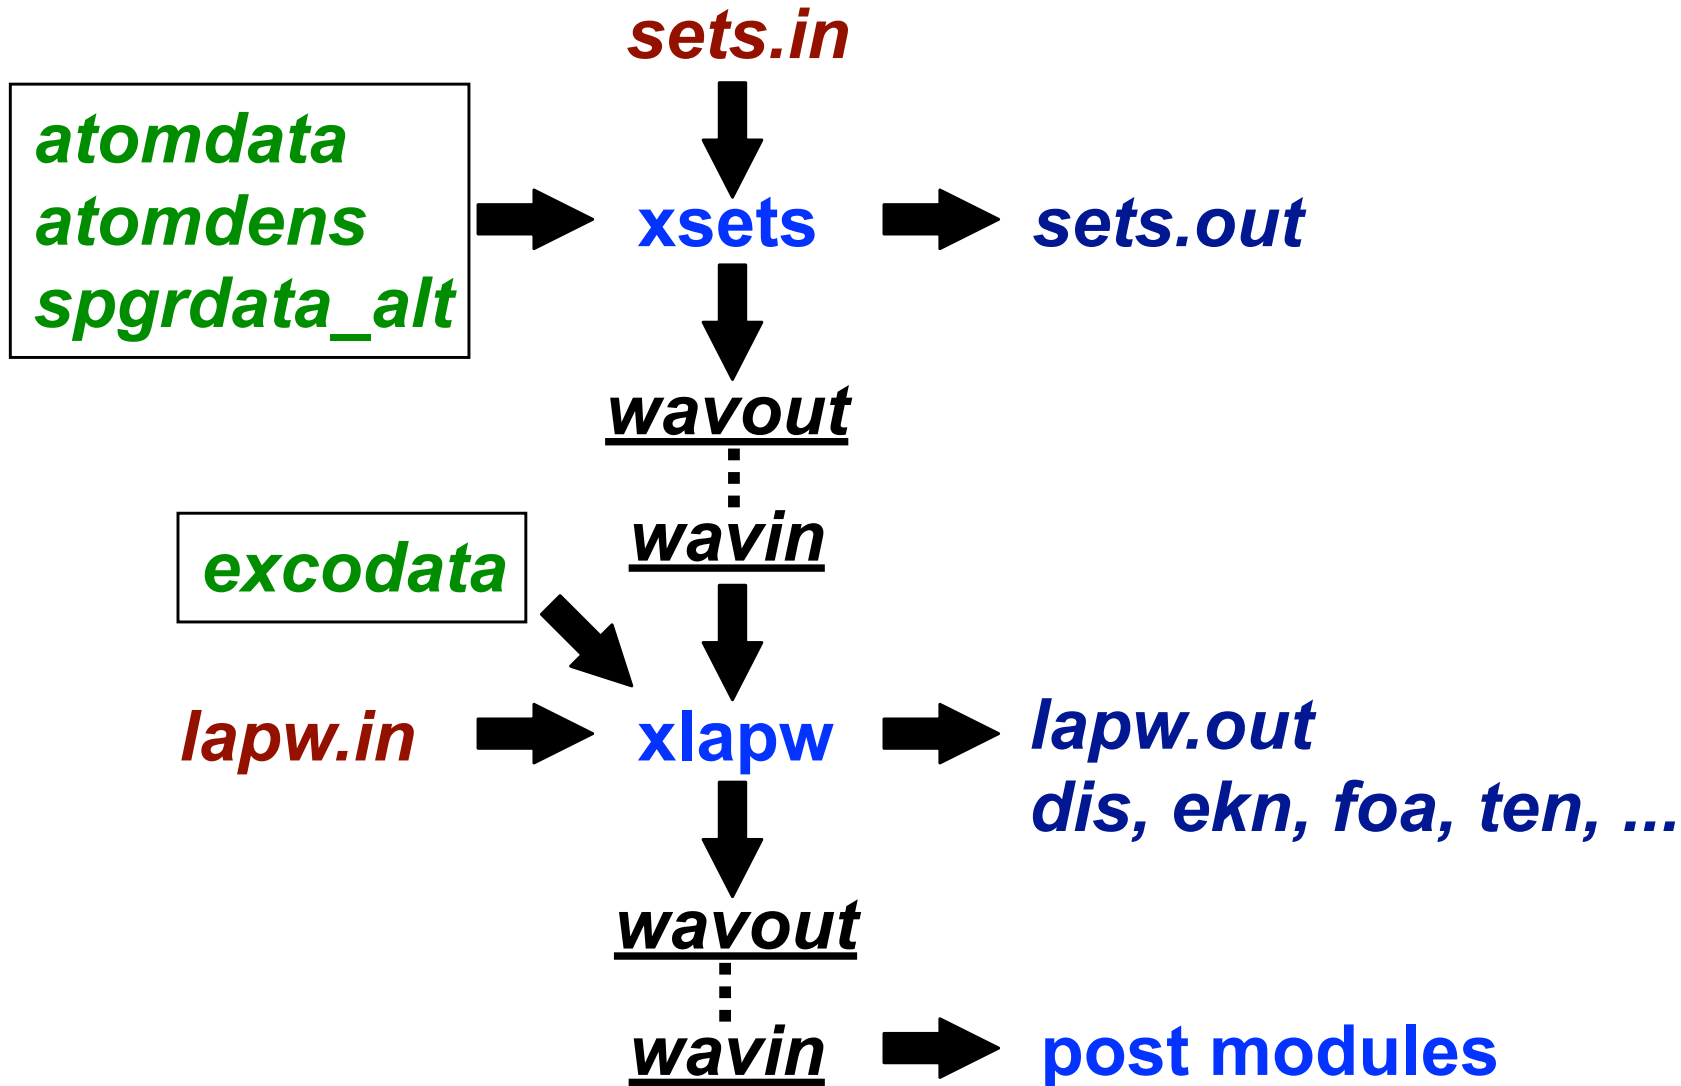 sets.in
atomdata
atomdens
spgrdata_alt
xsets
sets.out
wavout
wavin
excodata
lapw.in
xlapw
lapw.out
dis, ekn, foa, ten, ...
wavout
wavin
post modules